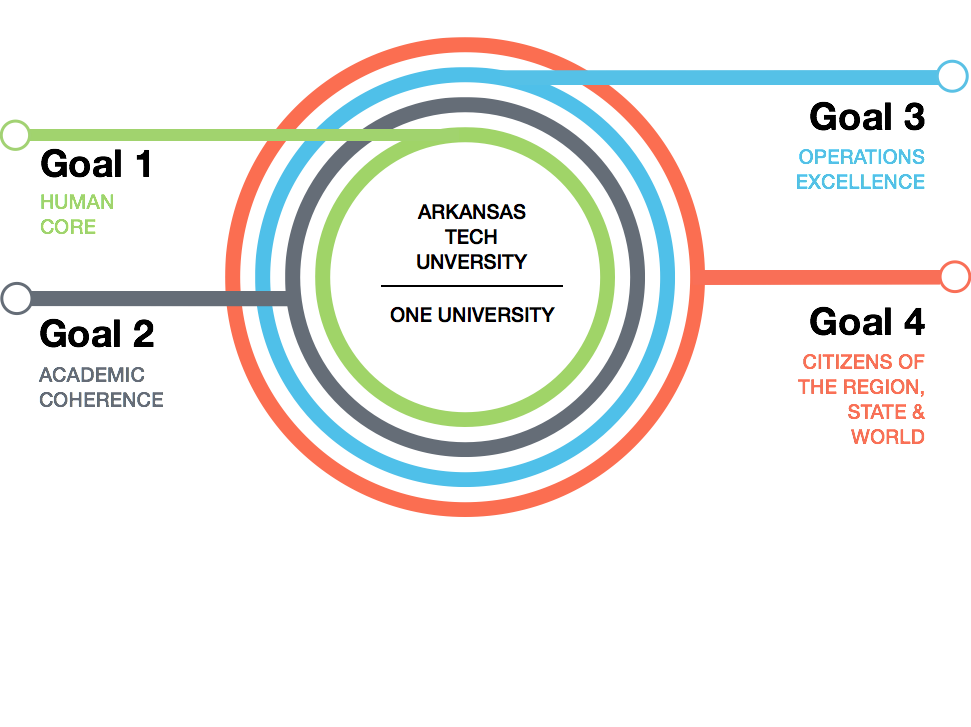 Goal 1
HUMAN
CORE
Goal 2
ACADEMIC
COHERENCE
ARKANSAS
TECH
UNVERSITY
ONE UNIVERSITY
Goal 3
OPERATIONS
EXCELLENCE
Goal 4
CITIZENS OF
THE REGION,
STATE &
WORLD